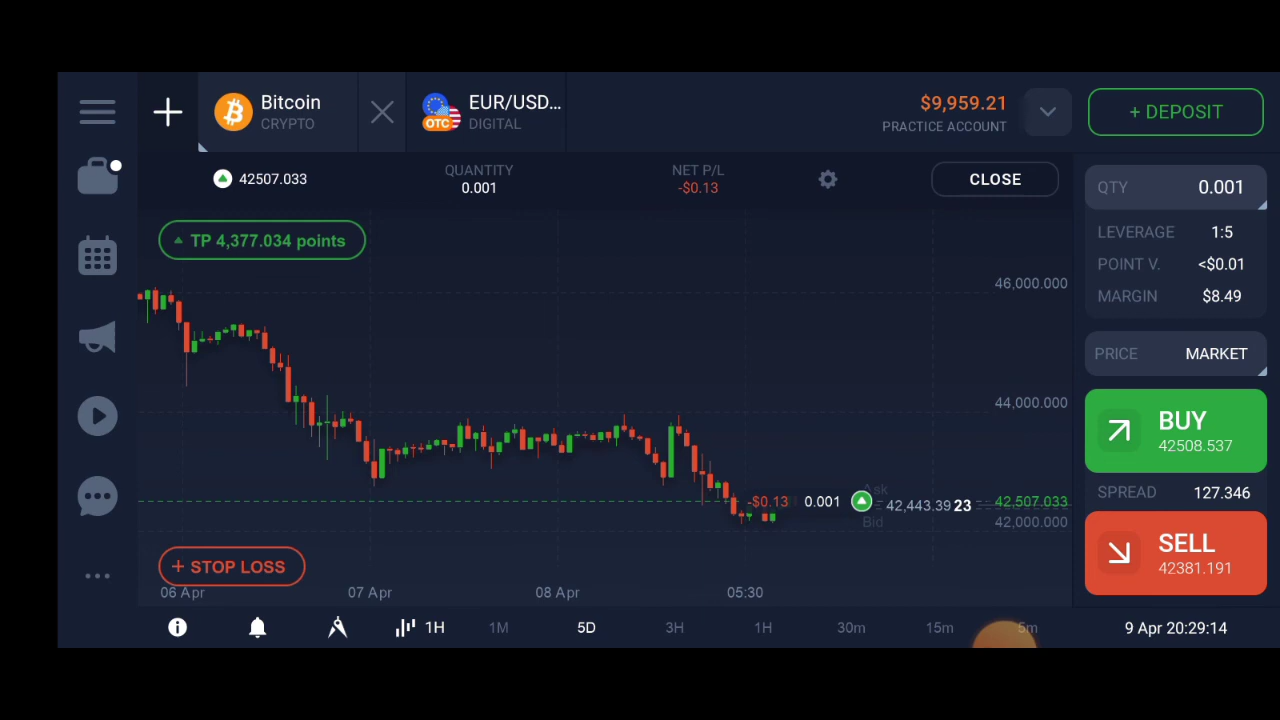 Bitcoin
CRYPTO
OTC
EUR/USD...
DIGITAL
$9,959.21
PRACTICE ACCOUNT
+ DEPOSIT
42507.033
QUANTITY
0.001
NET P/L
-$0.13
CLOSE
TP 4,377.034 points
46,000.000
44,000.000
-$0.13
0.001
Ask
42,443.39 23
Bid
42,507.033
42,000.000
+ STOP LOSS
06 Apr
07 Apr
08 Apr
05:30
QTY 0.001
LEVERAGE 1:5
POINT V. <$0.01
MARGIN $8.49
PRICE MARKET
BUY
42508.537
SPREAD 127.346
SELL
42381.191
1H
1M
5D
3H
1H
30m
15m
5m
9 Apr 20:29:14